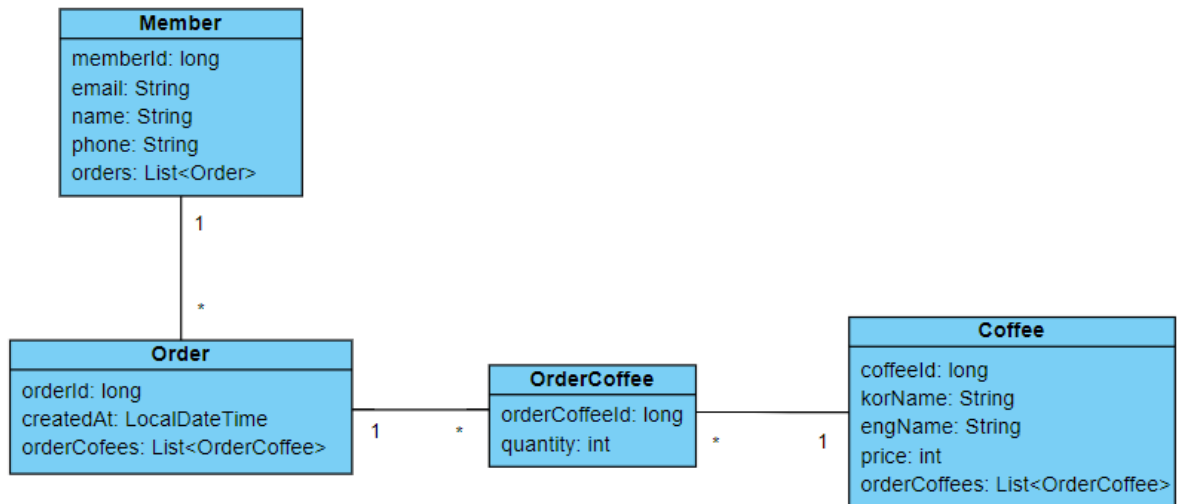 Member
memberId: long
email: String
name: String
phone: String
orders: List<Order>
1
*
Order
orderId: long
createdAt: LocalDateTime
orderCofees: List<OrderCoffee>
1
*
OrderCoffee
orderCoffeeId: long
quantity: int
*
1
Coffee
coffeeId: long
korName: String
engName: String
price: int
orderCoffees: List<OrderCoffee>